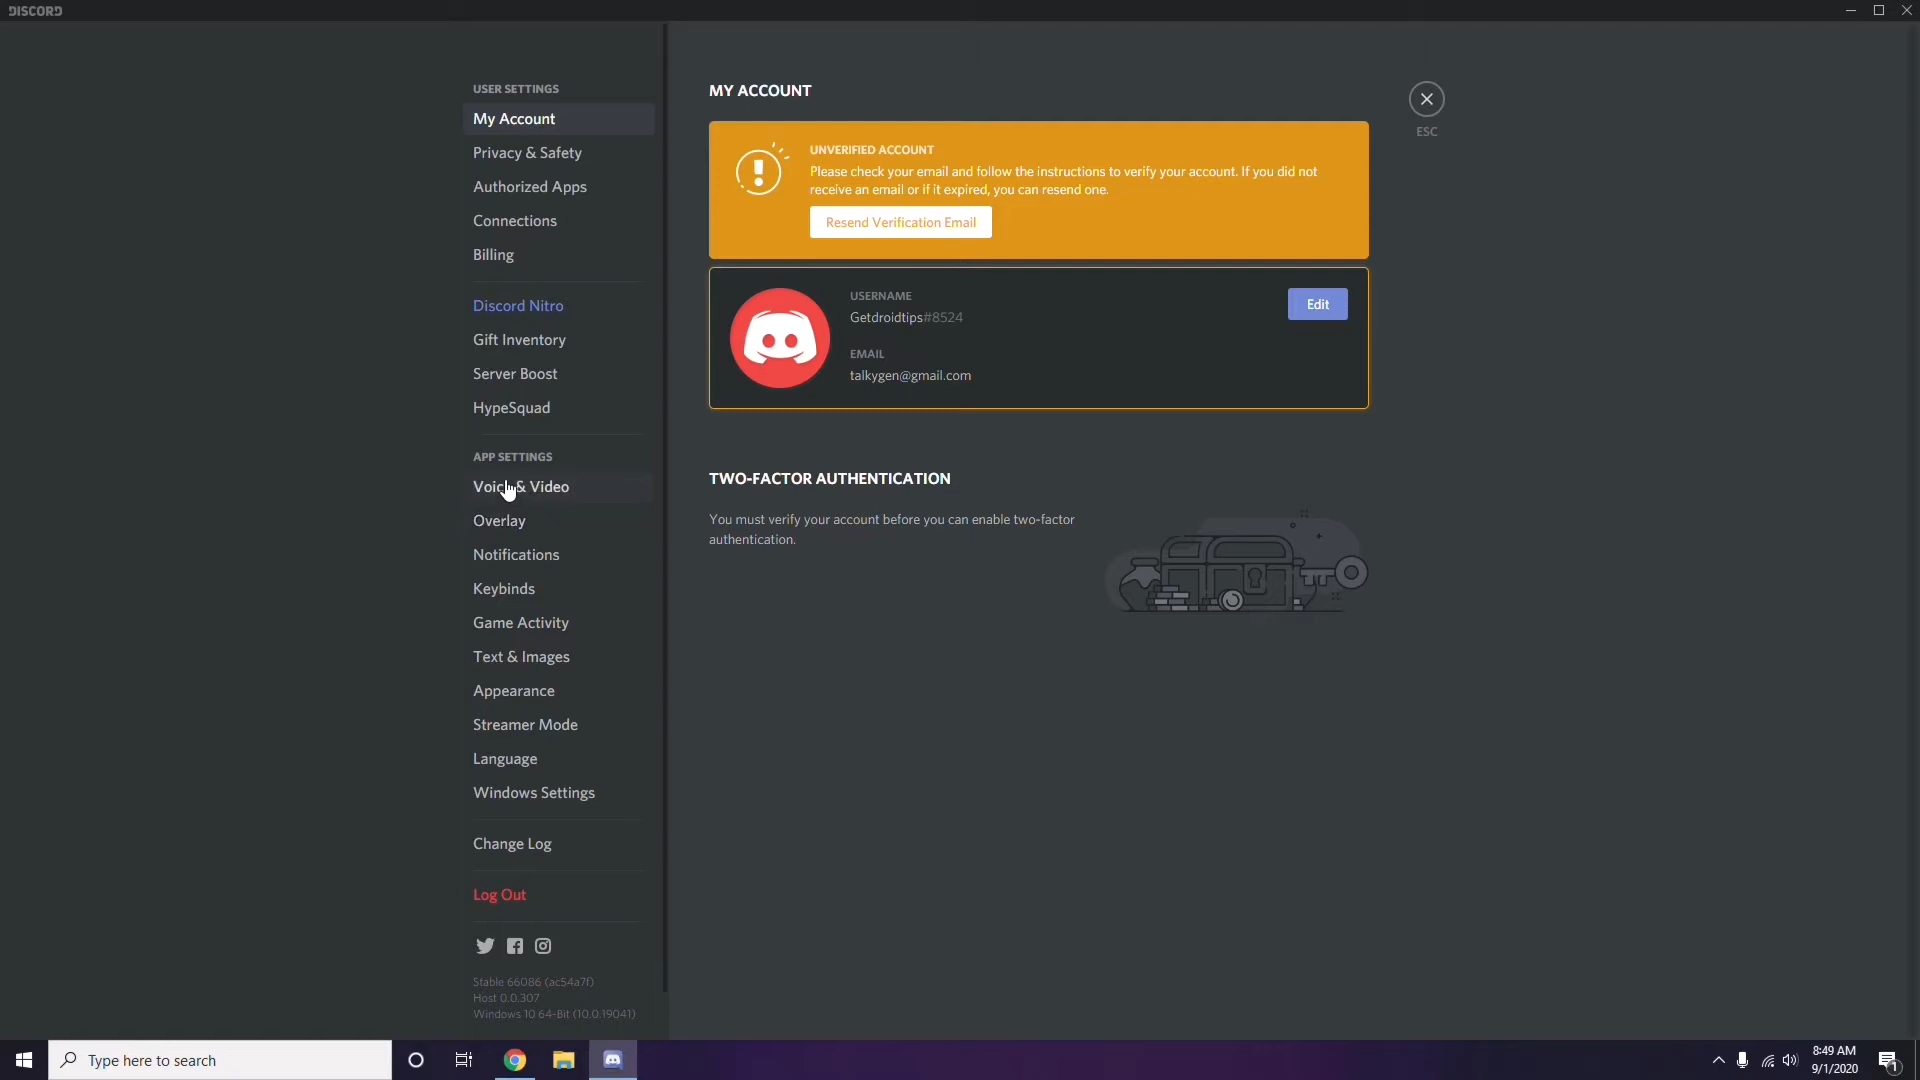 DISCORD
USER SETTINGS
My Account
Privacy & Safety
Authorized Apps
Connections
Billing
Discord Nitro
Gift Inventory
Server Boost
HypeSquad
APP SETTINGS
Voice & Video
Overlay
Notifications
Keybinds
Game Activity
Text & Images
Appearance
Streamer Mode
Language
Windows Settings
Change Log
Log Out
Stable 66086 (ac54a7f)
Host 0.0.307
Windows 10 64-Bit (10.0.19041)
MY ACCOUNT
UNVERIFIED ACCOUNT
Please check your email and follow the instructions to verify your account. If you did not
receive an email or if it expired, you can resend one.
Resend Verification Email
USERNAME
Getdroidtips#8524
Edit
EMAIL
talkygen@gmail.com
TWO-FACTOR AUTHENTICATION
You must verify your account before you can enable two-factor
authentication.
ESC
Type here to search
8:49 AM
9/1/2020
1